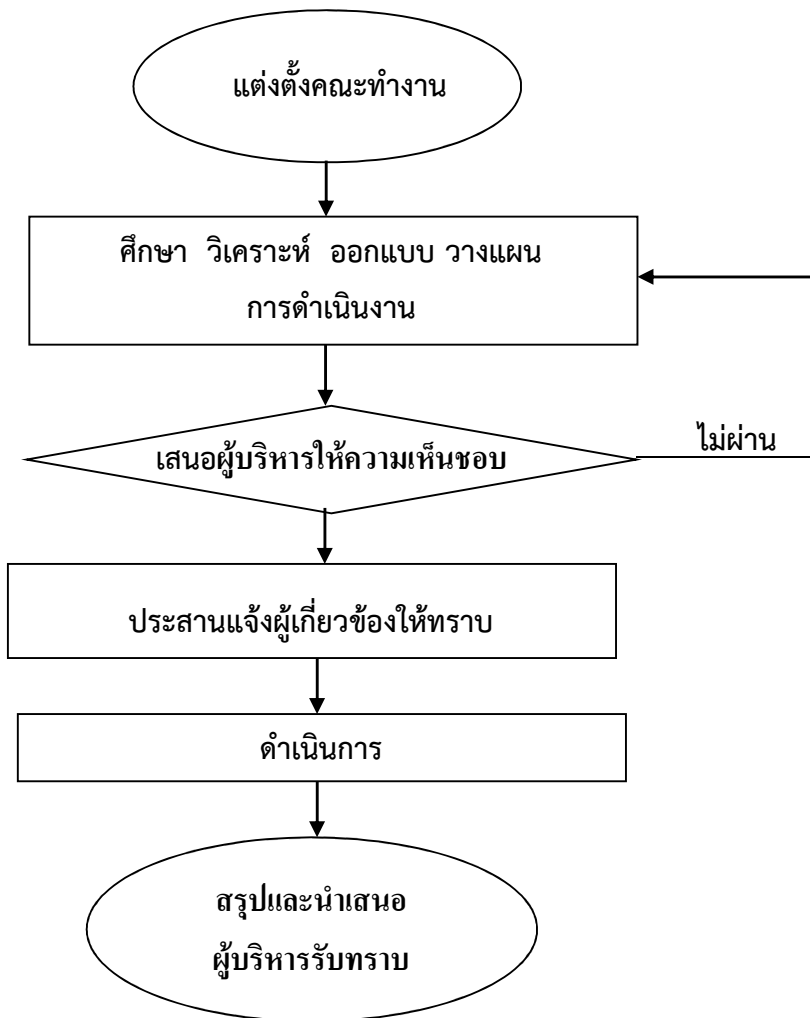 แต่งตั้งคณะทำงาน
ศึกษา วิเคราะห์ ออกแบบ วางแผน
การดำเนินงาน
เสนอผู้บริหารให้ความเห็นชอบ
ไม่ผ่าน
ประสานแจ้งผู้เกี่ยวข้องให้ทราบ
ดำเนินการ
สรุปและนำเสนอ
ผู้บริหารรับทราบ